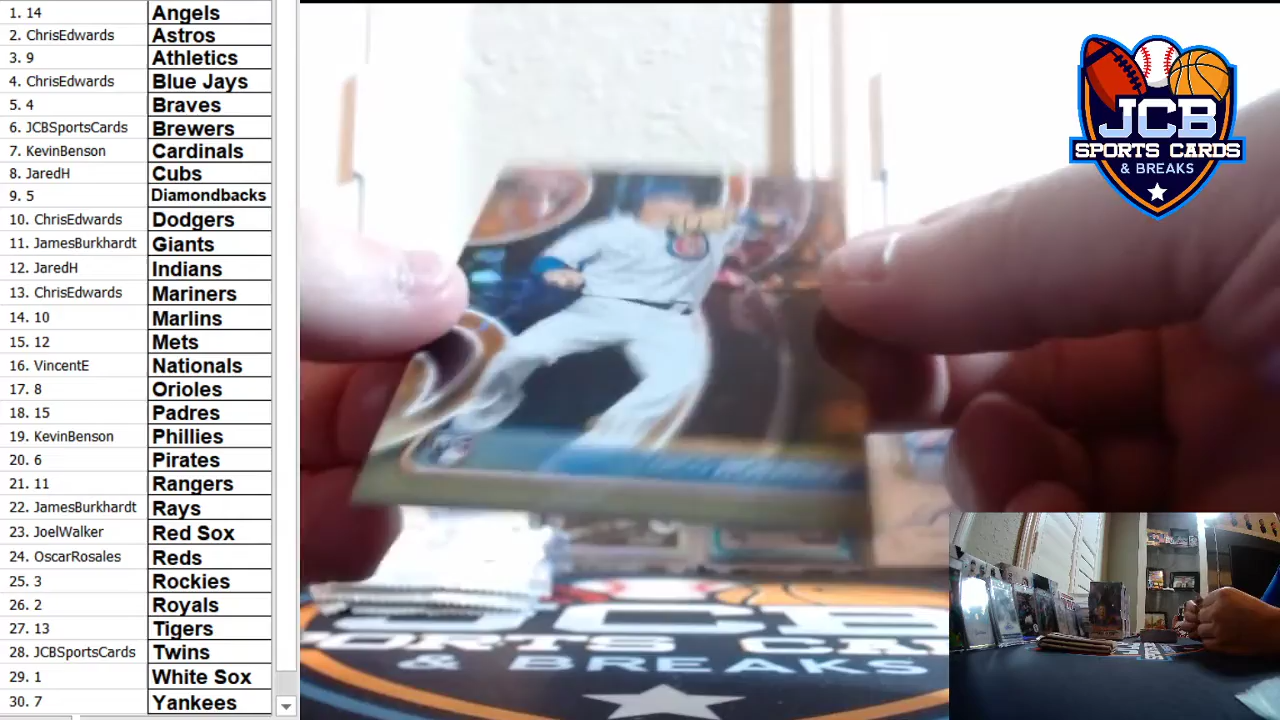 1. 14 Angels
2. ChrisEdwards Astros
3. 9 Athletics
4. ChrisEdwards Blue Jays
5. 4 Braves
6. JCBSportsCards Brewers
7. KevinBenson Cardinals
8. JaredH Cubs
9. 5 Diamondbacks
10. ChrisEdwards Dodgers
11. JamesBurkhardt Giants
12. JaredH Indians
13. ChrisEdwards Mariners
14. 10 Marlins
15. 12 Mets
16. VincentE Nationals
17. 8 Orioles
18. 15 Padres
19. KevinBenson Phillies
20. 6 Pirates
21. 11 Rangers
22. JamesBurkhardt Rays
23. JoelWalker Red Sox
24. OscarRosales Reds
25. 3 Rockies
26. 2 Royals
27. 13 Tigers
28. JCBSportsCards Twins
29. 1 White Sox
30. 7 Yankees
JCB
SPORTS CARDS
& BREAKS
JCB
SPORTS CARDS
& BREAKS